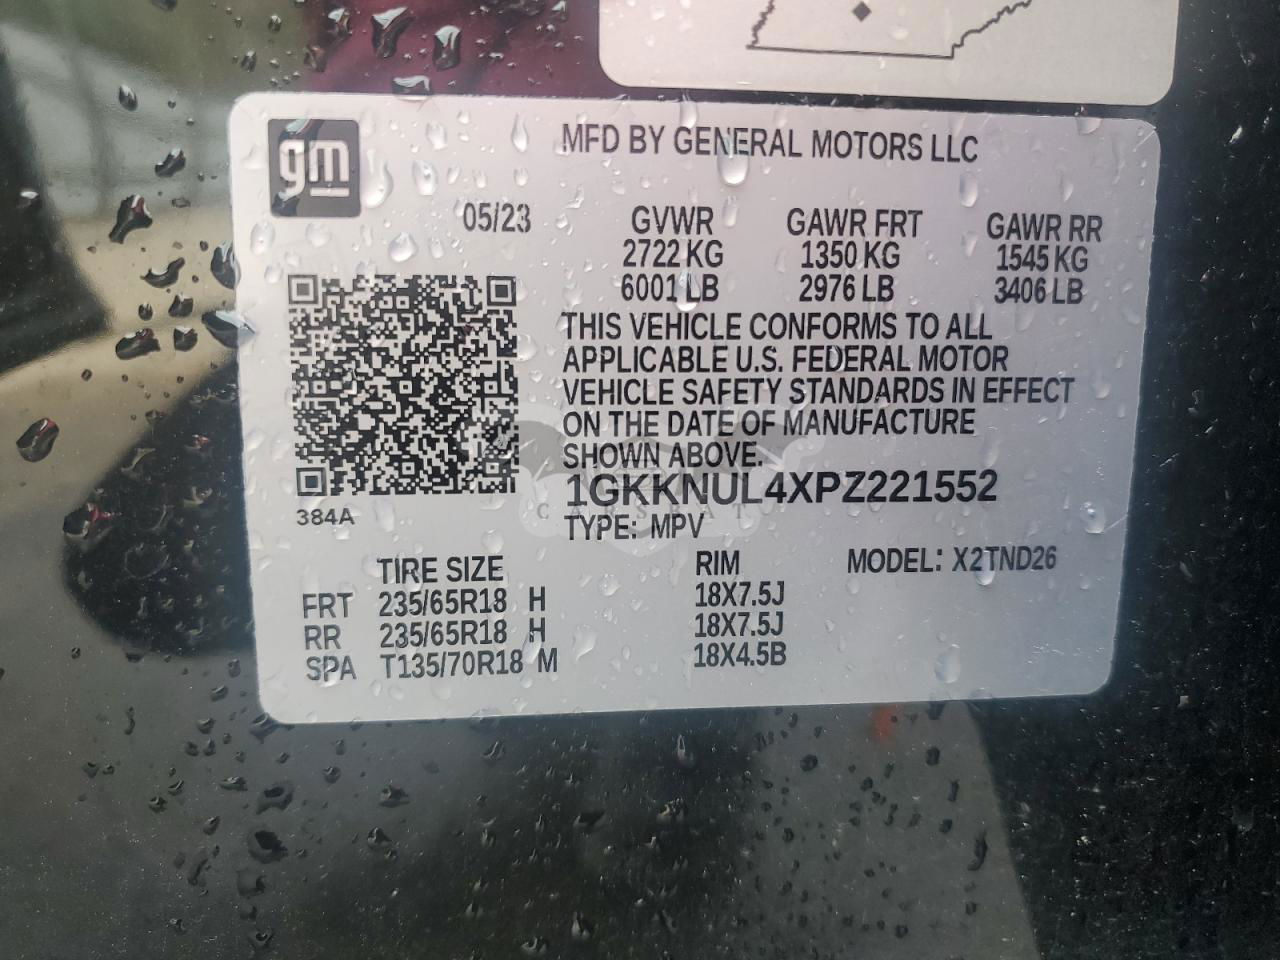 gm
MFD BY GENERAL MOTORS LLC
05/23 GVWR GAWR FRT GAWR RR
2722 KG 1350 KG 1545 KG
6001 LB 2976 LB 3406 LB
THIS VEHICLE CONFORMS TO ALL
APPLICABLE U.S. FEDERAL MOTOR
VEHICLE SAFETY STANDARDS IN EFFECT
ON THE DATE OF MANUFACTURE
SHOWN ABOVE.
1GKKNUL4XPZ221552
CARSEAT
384A
TYPE: MPV
TIRE SIZE RIM MODEL: X2TND26
FRT 235/65R18 H 18X7.5J
RR 235/65R18 H 18X7.5J
SPA T135/70R18 M 18X4.5B